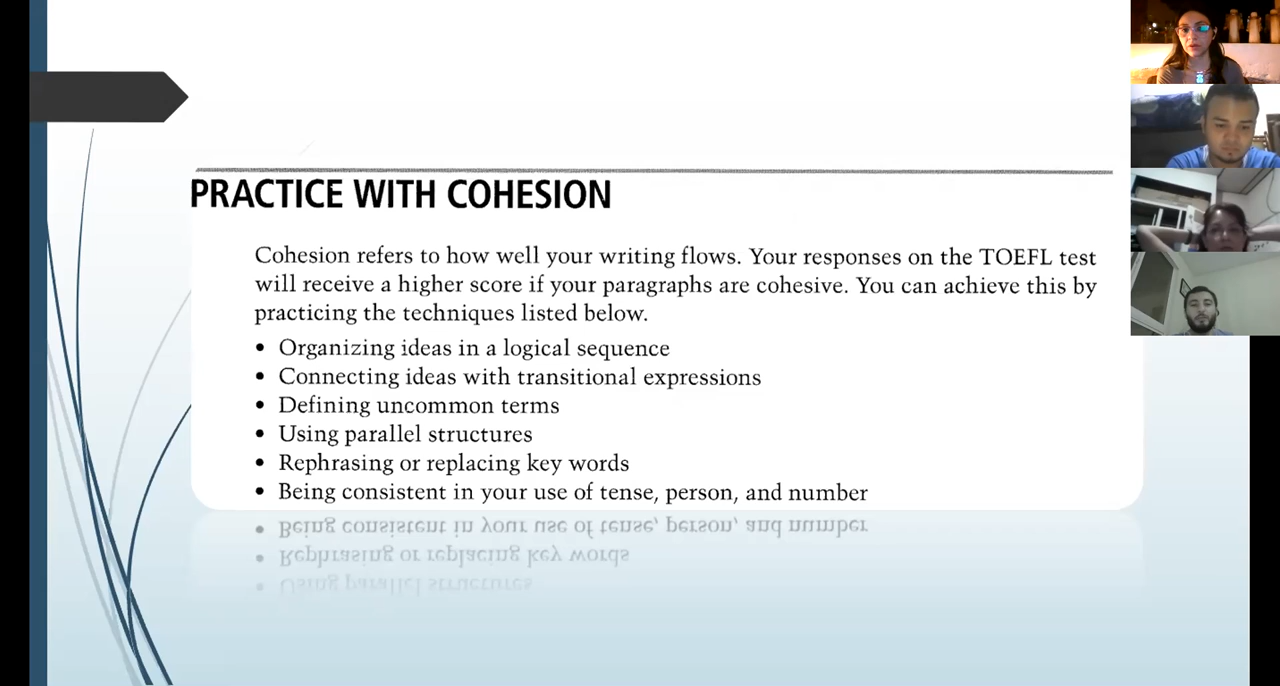 PRACTICE WITH COHESION
Cohesion refers to how well your writing flows. Your responses on the TOEFL test
will receive a higher score if your paragraphs are cohesive. You can achieve this by
practicing the techniques listed below.
• Organizing ideas in a logical sequence
• Connecting ideas with transitional expressions
• Defining uncommon terms
• Using parallel structures
• Rephrasing or replacing key words
• Being consistent in your use of tense, person, and number